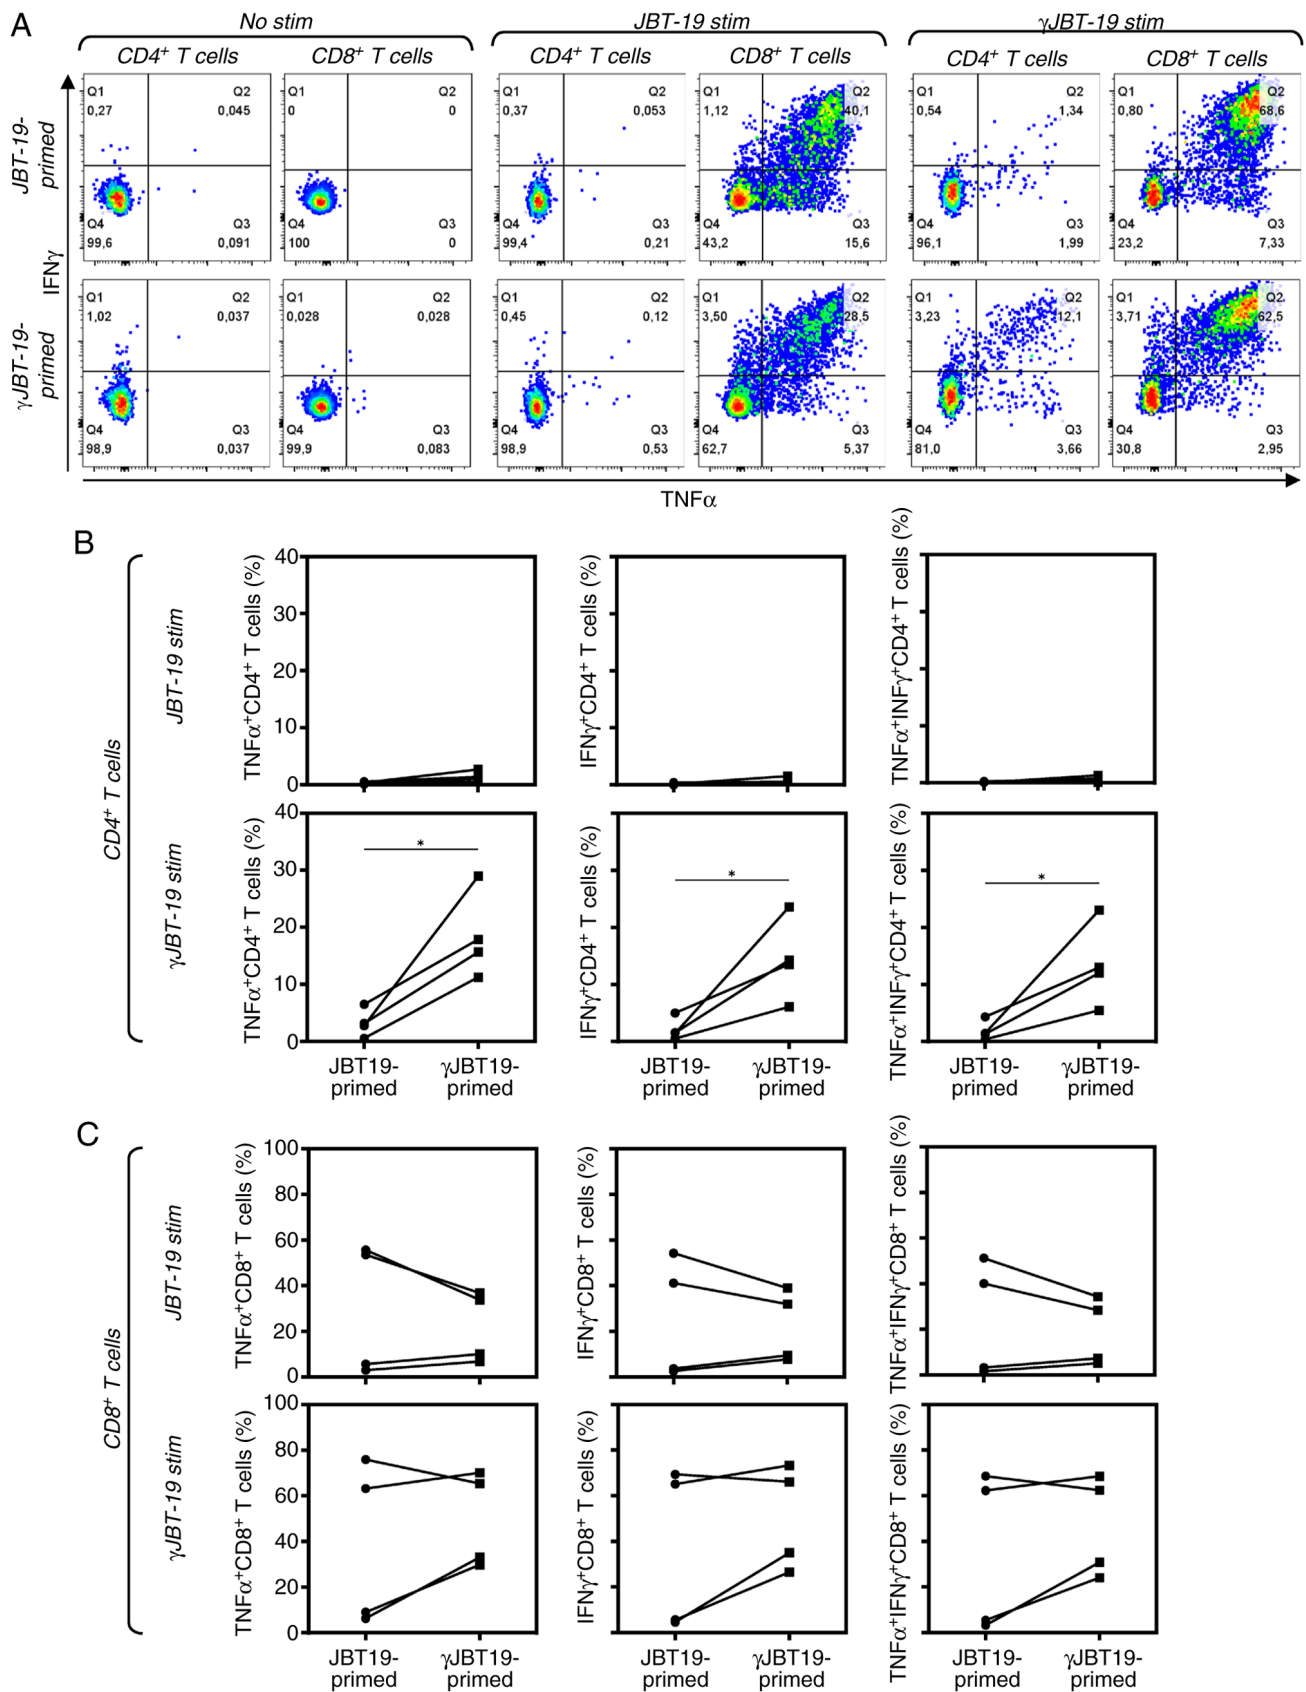 A
No stim
JBT-19 stim
γJBT-19 stim
CD4+ T cells
CD8+ T cells
CD4+ T cells
CD8+ T cells
CD4+ T cells
CD8+ T cells
JBT-19-
primed
Q1
0,27
Q2
0,045
Q4
99,6
Q3
0,091
Q1
0
Q2
0
Q4
100
Q3
0
Q1
0,37
Q2
0,053
Q4
99,4
Q3
0,21
Q1
1,12
Q2
40,1
Q4
43,2
Q3
15,6
Q1
0,54
Q2
1,34
Q4
96,1
Q3
1,99
Q1
0,80
Q2
68,6
Q4
23,2
Q3
7,33
IFNγ
γJBT-19-
primed
Q1
1,02
Q2
0,037
Q4
98,9
Q3
0,037
Q1
0,028
Q2
0,028
Q4
99,9
Q3
0,083
Q1
0,45
Q2
0,12
Q4
98,9
Q3
0,53
Q1
3,50
Q2
28,5
Q4
62,7
Q3
5,37
Q1
3,23
Q2
12,1
Q4
81,0
Q3
3,66
Q1
3,71
Q2
62,5
Q4
30,8
Q3
2,95
TNFα
B
CD4+ T cells
JBT-19 stim
TNFα+CD4+ T cells (%)
40
30
20
10
0
IFNγ+CD4+ T cells (%)
TNFα+INFγ+CD4+ T cells (%)
γJBT-19 stim
TNFα+CD4+ T cells (%)
40
30
20
10
0
*
JBT19-
primed
γJBT19-
primed
IFNγ+CD4+ T cells (%)
*
JBT19-
primed
γJBT19-
primed
TNFα+INFγ+CD4+ T cells (%)
*
JBT19-
primed
γJBT19-
primed
C
CD8+ T cells
JBT-19 stim
TNFα+CD8+ T cells (%)
100
80
60
40
20
0
IFNγ+CD8+ T cells (%)
TNFα+IFNγ+CD8+ T cells (%)
γJBT-19 stim
TNFα+CD8+ T cells (%)
100
80
60
40
20
0
JBT19-
primed
γJBT19-
primed
IFNγ+CD8+ T cells (%)
JBT19-
primed
γJBT19-
primed
TNFα+IFNγ+CD8+ T cells (%)
JBT19-
primed
γJBT19-
primed